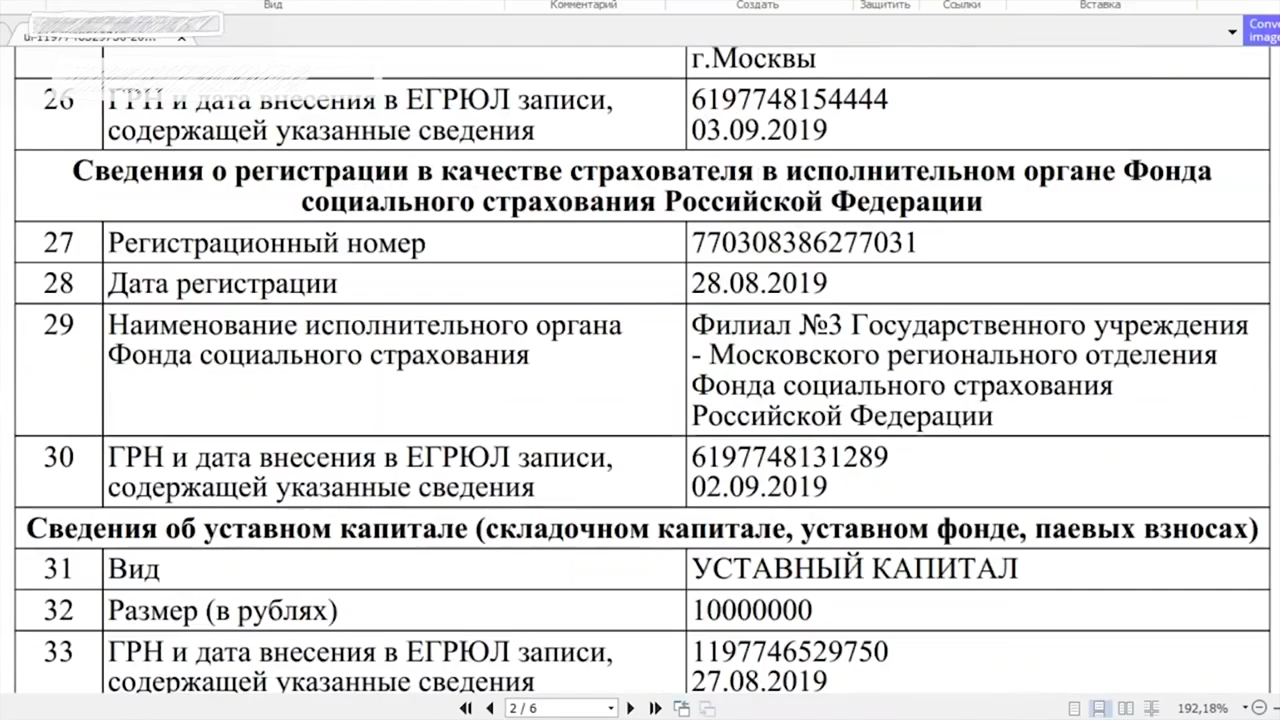 Вид Комментарий Создать Защитить Ссылки Вставка
Conve
image
г.Москвы
26 ГРН и дата внесения в ЕГРЮЛ записи, 6197748154444
содержащей указанные сведения 03.09.2019
Сведения о регистрации в качестве страхователя в исполнительном органе Фонда
социального страхования Российской Федерации
27 Регистрационный номер 770308386277031
28 Дата регистрации 28.08.2019
29 Наименование исполнительного органа Филиал №3 Государственного учреждения
Фонда социального страхования - Московского регионального отделения
Фонда социального страхования
Российской Федерации
30 ГРН и дата внесения в ЕГРЮЛ записи, 6197748131289
содержащей указанные сведения 02.09.2019
Сведения об уставном капитале (складочном капитале, уставном фонде, паевых взносах)
31 Вид УСТАВНЫЙ КАПИТАЛ
32 Размер (в рублях) 10000000
33 ГРН и дата внесения в ЕГРЮЛ записи, 1197746529750
содержащей указанные сведения 27.08.2019
2 / 6 192,18%